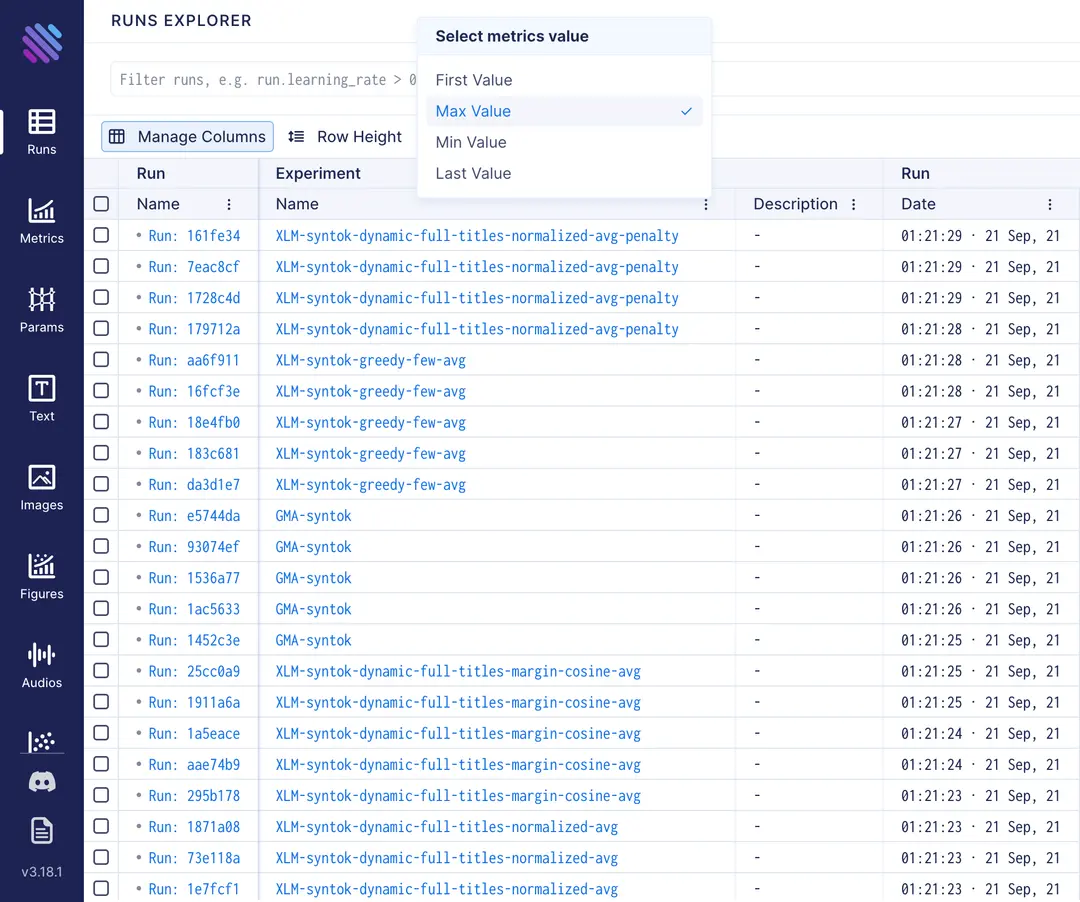 RUNS EXPLORER
Select metrics value
Filter runs, e.g. run.learning_rate > 0
First Value
Max Value
Min Value
Last Value
Manage Columns Row Height
Runs
Metrics
Params
Text
Images
Figures
Audios
v3.18.1
Run Experiment Run
Name Name Description Date
Run: 161fe34 XLM-syntok-dynamic-full-titles-normalized-avg-penalty - 01:21:29 · 21 Sep, 21
Run: 7eac8cf XLM-syntok-dynamic-full-titles-normalized-avg-penalty - 01:21:29 · 21 Sep, 21
Run: 1728c4d XLM-syntok-dynamic-full-titles-normalized-avg-penalty - 01:21:29 · 21 Sep, 21
Run: 179712a XLM-syntok-dynamic-full-titles-normalized-avg-penalty - 01:21:28 · 21 Sep, 21
Run: aa6f911 XLM-syntok-greedy-few-avg - 01:21:28 · 21 Sep, 21
Run: 16fcf3e XLM-syntok-greedy-few-avg - 01:21:28 · 21 Sep, 21
Run: 18e4fb0 XLM-syntok-greedy-few-avg - 01:21:27 · 21 Sep, 21
Run: 183c681 XLM-syntok-greedy-few-avg - 01:21:27 · 21 Sep, 21
Run: da3d1e7 XLM-syntok-greedy-few-avg - 01:21:27 · 21 Sep, 21
Run: e5744da GMA-syntok - 01:21:26 · 21 Sep, 21
Run: 93074ef GMA-syntok - 01:21:26 · 21 Sep, 21
Run: 1536a77 GMA-syntok - 01:21:26 · 21 Sep, 21
Run: 1ac5633 GMA-syntok - 01:21:26 · 21 Sep, 21
Run: 1452c3e GMA-syntok - 01:21:25 · 21 Sep, 21
Run: 25cc0a9 XLM-syntok-dynamic-full-titles-margin-cosine-avg - 01:21:25 · 21 Sep, 21
Run: 1911a6a XLM-syntok-dynamic-full-titles-margin-cosine-avg - 01:21:25 · 21 Sep, 21
Run: 1a5eace XLM-syntok-dynamic-full-titles-margin-cosine-avg - 01:21:24 · 21 Sep, 21
Run: aae74b9 XLM-syntok-dynamic-full-titles-margin-cosine-avg - 01:21:24 · 21 Sep, 21
Run: 295b178 XLM-syntok-dynamic-full-titles-margin-cosine-avg - 01:21:23 · 21 Sep, 21
Run: 1871a08 XLM-syntok-dynamic-full-titles-normalized-avg - 01:21:23 · 21 Sep, 21
Run: 73e118a XLM-syntok-dynamic-full-titles-normalized-avg - 01:21:23 · 21 Sep, 21
Run: 1e7fcf1 XLM-syntok-dynamic-full-titles-normalized-avg - 01:21:23 · 21 Sep, 21